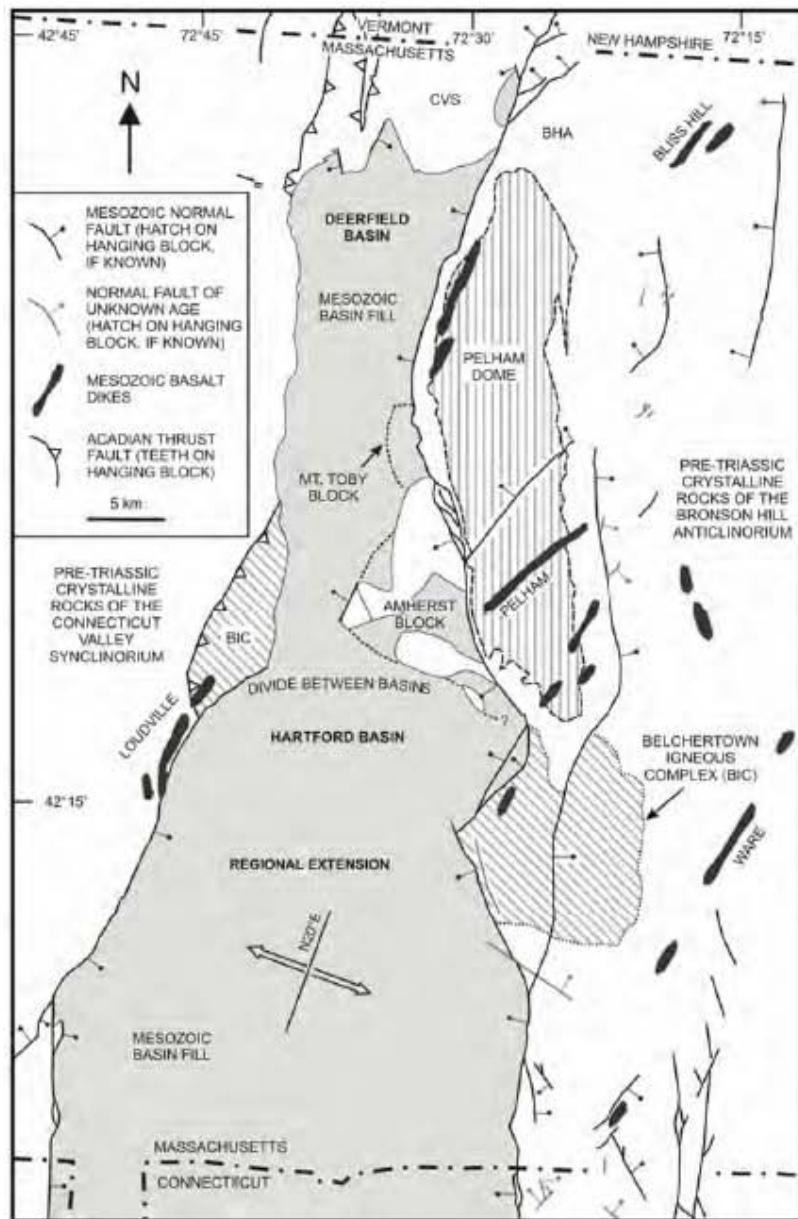 VERMONT
MASSACHUSETTS
NEW HAMPSHIRE
42°45'
72°45'
72°30'
72°15'
N
CVS
BHA
BLISS HILL
MESOZOIC NORMAL
FAULT (HATCH ON
HANGING BLOCK,
IF KNOWN)
NORMAL FAULT OF
UNKNOWN AGE
(HATCH ON HANGING
BLOCK, IF KNOWN)
MESOZOIC BASALT
DIKES
ACADIAN THRUST
FAULT (TEETH ON
HANGING BLOCK)
5 km
DEERFIELD
BASIN
MESOZOIC
BASIN FILL
PELHAM
DOME
MT. TOBY
BLOCK
PRE-TRIASSIC
CRYSTALLINE
ROCKS OF THE
BRONSON HILL
ANTICLINORIUM
PRE-TRIASSIC
CRYSTALLINE
ROCKS OF THE
CONNECTICUT
VALLEY
SYNCLINORIUM
BIC
AMHERST
BLOCK
PELHAM
DIVIDE BETWEEN BASINS
LOUDVILLE
HARTFORD BASIN
?
BELCHERTOWN
IGNEOUS
COMPLEX (BIC)
42°15'
WARE
REGIONAL EXTENSION
N20°E
MESOZOIC
BASIN FILL
MASSACHUSETTS
CONNECTICUT